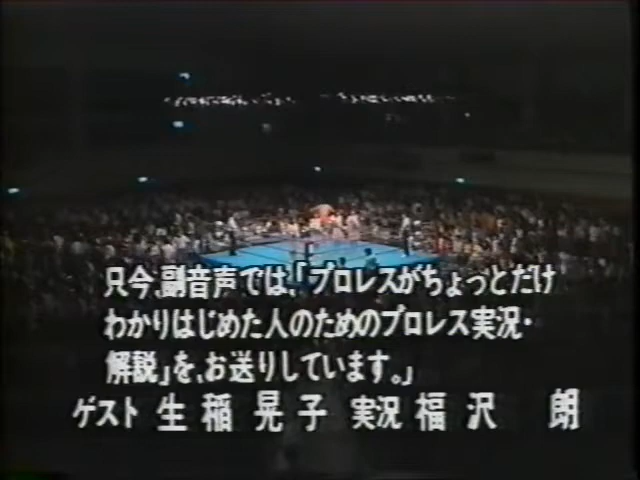 只今、副音声では、「プロレスがちょっとだけ
わかりはじめた人のためのプロレス実況・
解説」を、お送りしています。」
ゲスト 生稲晃子 実況 福沢 朗